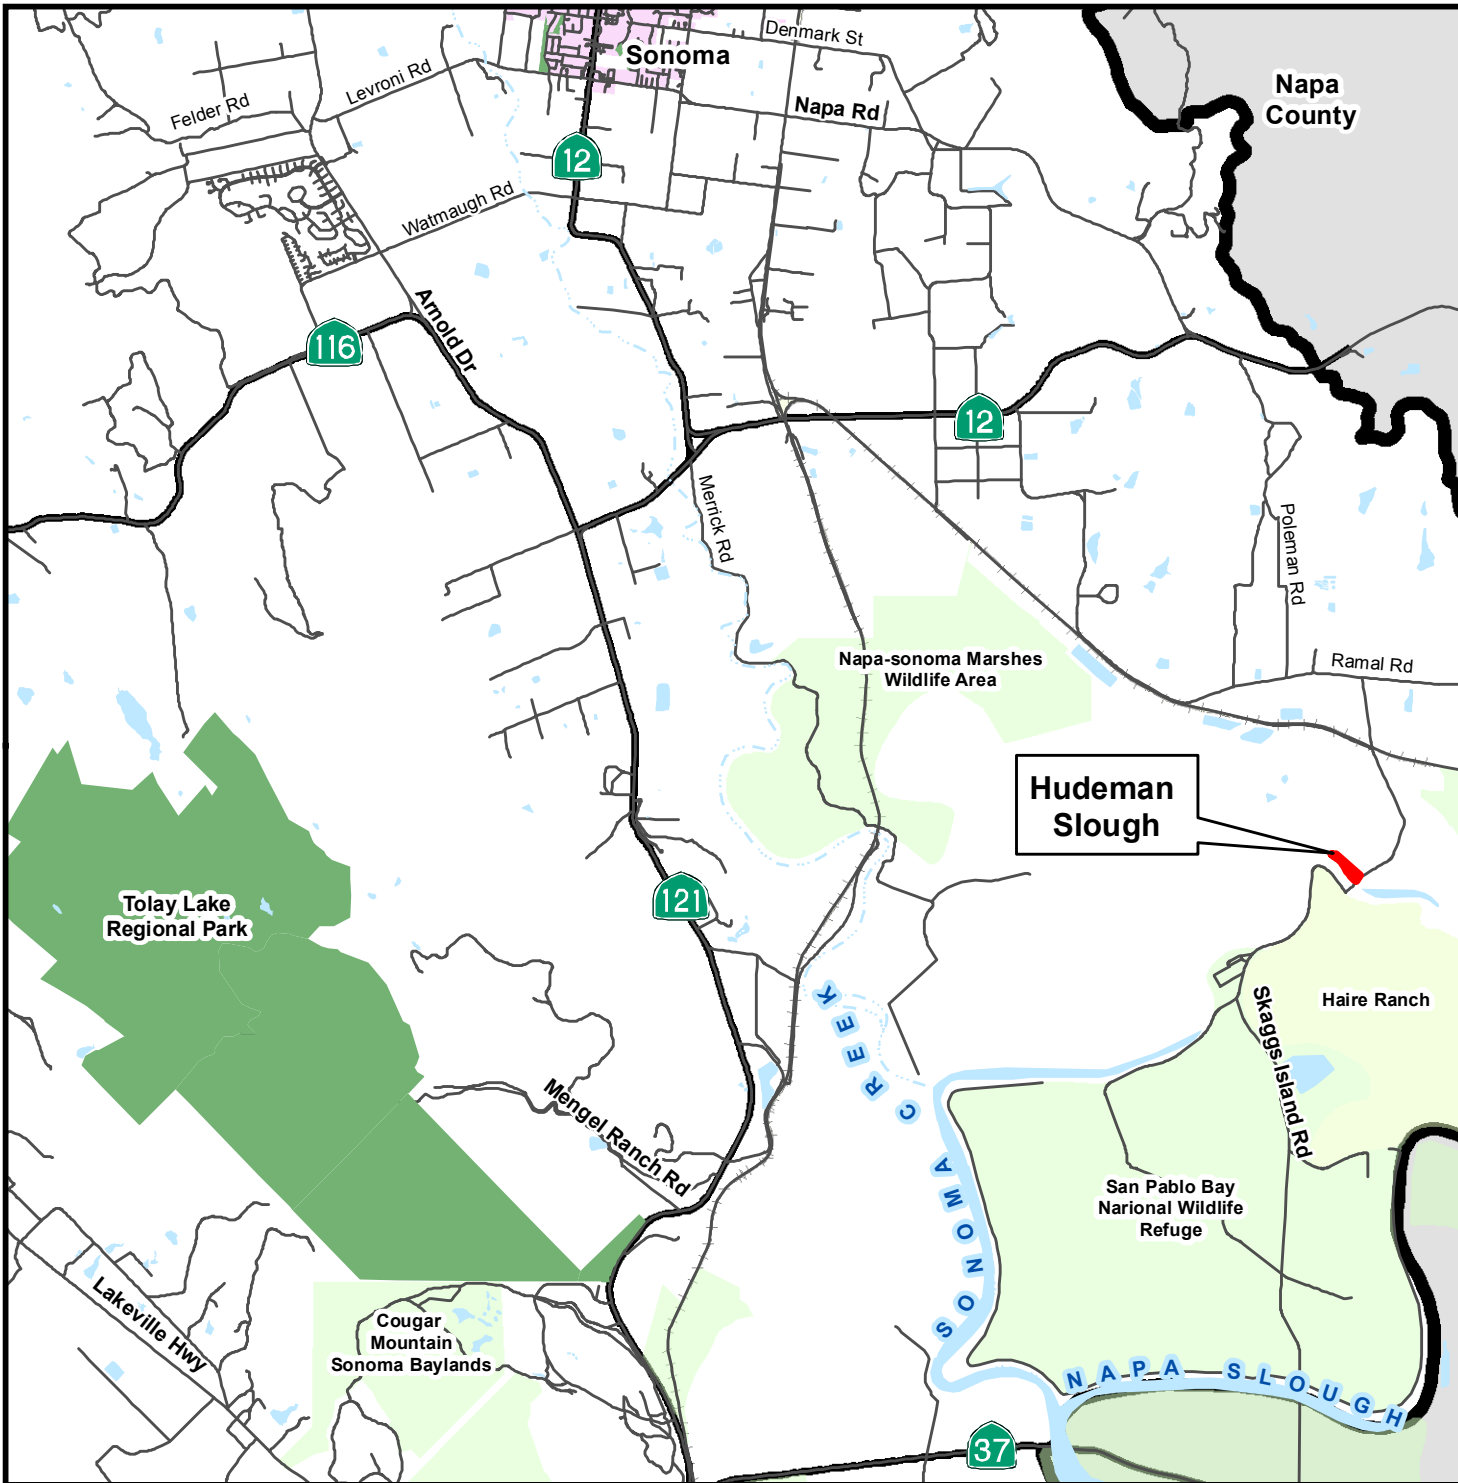 Denmark St
Sonoma
Napa
County
Levroni Rd
Felder Rd
Napa Rd
12
Watmaugh Rd
Arnold Dr
116
12
Merrick Rd
Poleman Rd
Napa-sonoma Marshes
Wildlife Area
Ramal Rd
Hudeman
Slough
Tolay Lake
Regional Park
121
Haire Ranch
Skaggs Island Rd
SONOMA CREEK
Mengel Ranch Rd
San Pablo Bay
Narional Wildlife
Refuge
Lakeville Hwy
Cougar
Mountain
Sonoma Baylands
NAPA SLOUGH
37